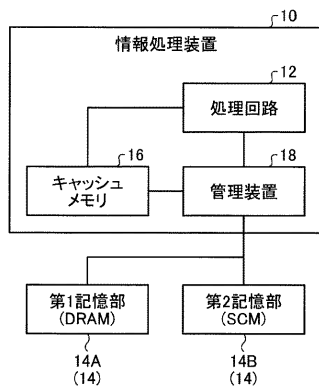 10
情報処理装置
12
処理回路
16
キャッシュ
メモリ
18
管理装置
第1記憶部
(DRAM)
第2記憶部
(SCM)
14A
(14)
14B
(14)